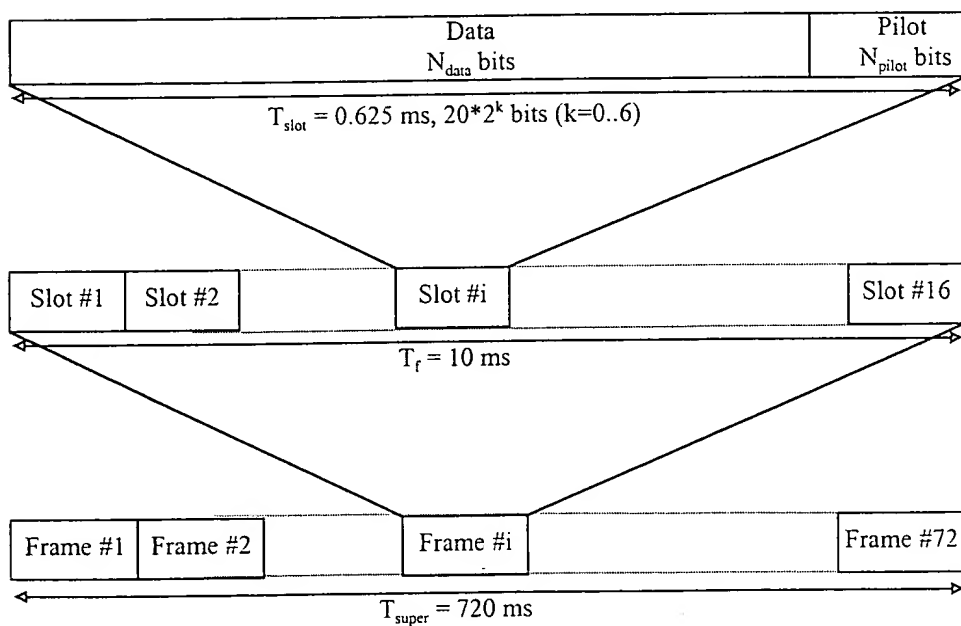 Data
N_data bits
Pilot
N_pilot bits
T_slot = 0.625 ms, 20*2^k bits (k=0..6)
Slot #1
Slot #2
Slot #i
Slot #16
T_f = 10 ms
Frame #1
Frame #2
Frame #i
Frame #72
T_super = 720 ms